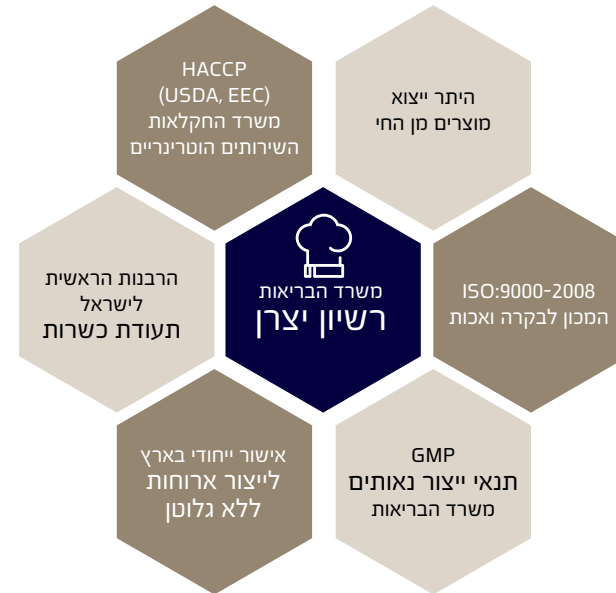 היתר ייצוא
מוצרים מן החי
HACCP
(USDA, EEC)
משרד החקלאות
השירותים הוטרינריים
ISO:9000-2008
המכון לבקרה ואכות
משרד הבריאות
רשיון יצרן
הרבנות הראשית
לישראל
תעודת כשרות
GMP
תנאי ייצור נאותים
משרד הבריאות
אישור ייחודי בארץ
לייצור ארוחות
ללא גלוטן